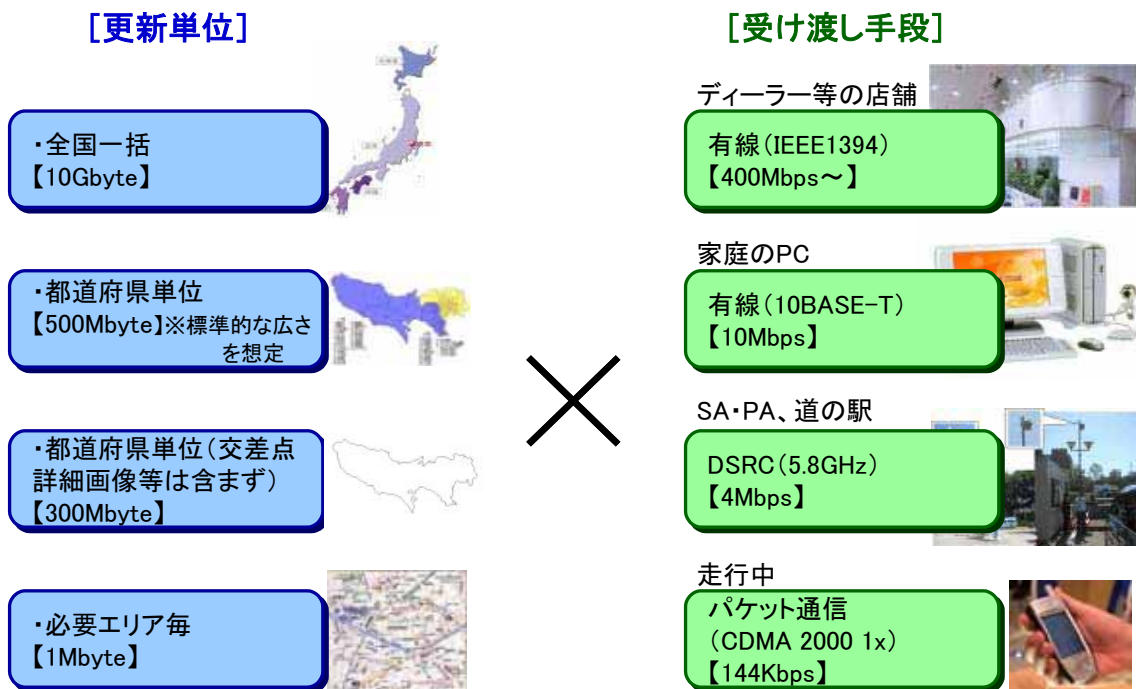 [更新単位]
・全国一括
【10Gbyte】
・都道府県単位
【500Mbyte】※標準的な広さ
を想定
・都道府県単位(交差点
詳細画像等は含まず)
【300Mbyte】
・必要エリア毎
【1Mbyte】
[受け渡し手段]
ディーラー等の店舗
有線(IEEE1394)
【400Mbps～】
家庭のPC
有線(10BASE-T)
【10Mbps】
SA・PA、道の駅
DSRC(5.8GHz)
【4Mbps】
走行中
パケット通信
(CDMA 2000 1x)
【144Kbps】